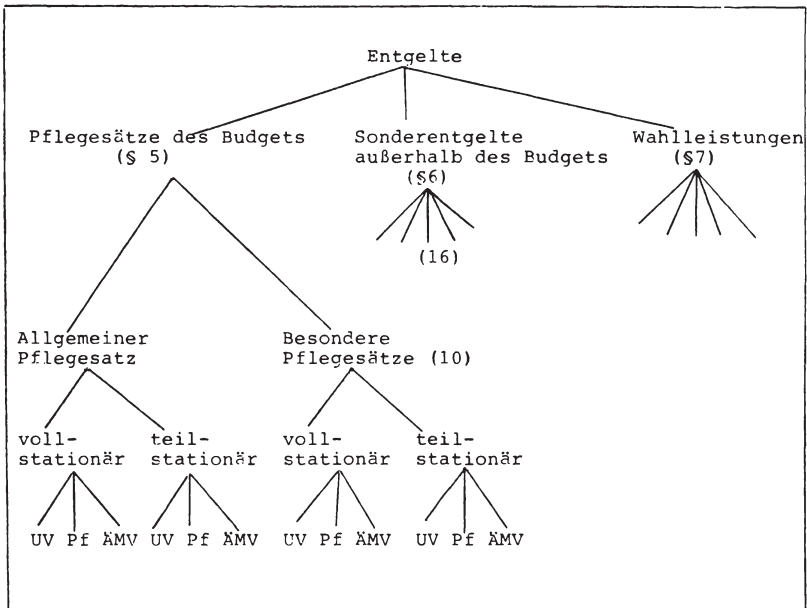 Entgelte
Pflegesätze des Budgets
(§ 5)
Sonderentgelte
außerhalb des Budgets
(§6)
Wahlleistungen
(§7)
(16)
Allgemeiner
Pflegesatz
Besondere
Pflegesätze (10)
voll-
stationär
teil-
stationär
voll-
stationär
teil-
stationär
UV Pf ÄMV
UV Pf ÄMV
UV Pf ÄMV
UV Pf ÄMV